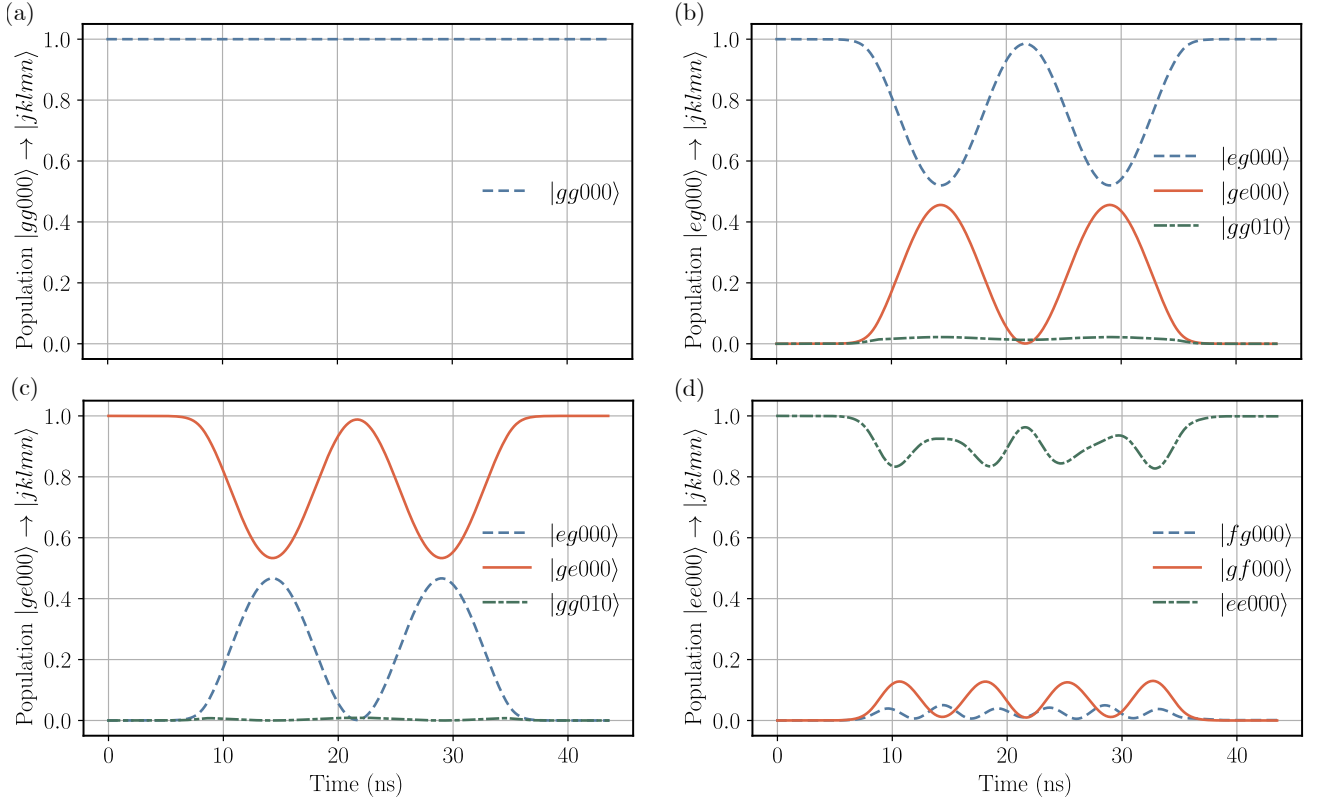 (a)
Population |gg000⟩ → |jklmn⟩
1.0
0.8
0.6
0.4
0.2
0.0
|gg000⟩
(b)
Population |eg000⟩ → |jklmn⟩
1.0
0.8
0.6
0.4
0.2
0.0
|eg000⟩
|ge000⟩
|gg010⟩
(c)
Population |ge000⟩ → |jklmn⟩
1.0
0.8
0.6
0.4
0.2
0.0
|eg000⟩
|ge000⟩
|gg010⟩
0 10 20 30 40
Time (ns)
(d)
Population |ee000⟩ → |jklmn⟩
1.0
0.8
0.6
0.4
0.2
0.0
|fg000⟩
|gf000⟩
|ee000⟩
0 10 20 30 40
Time (ns)